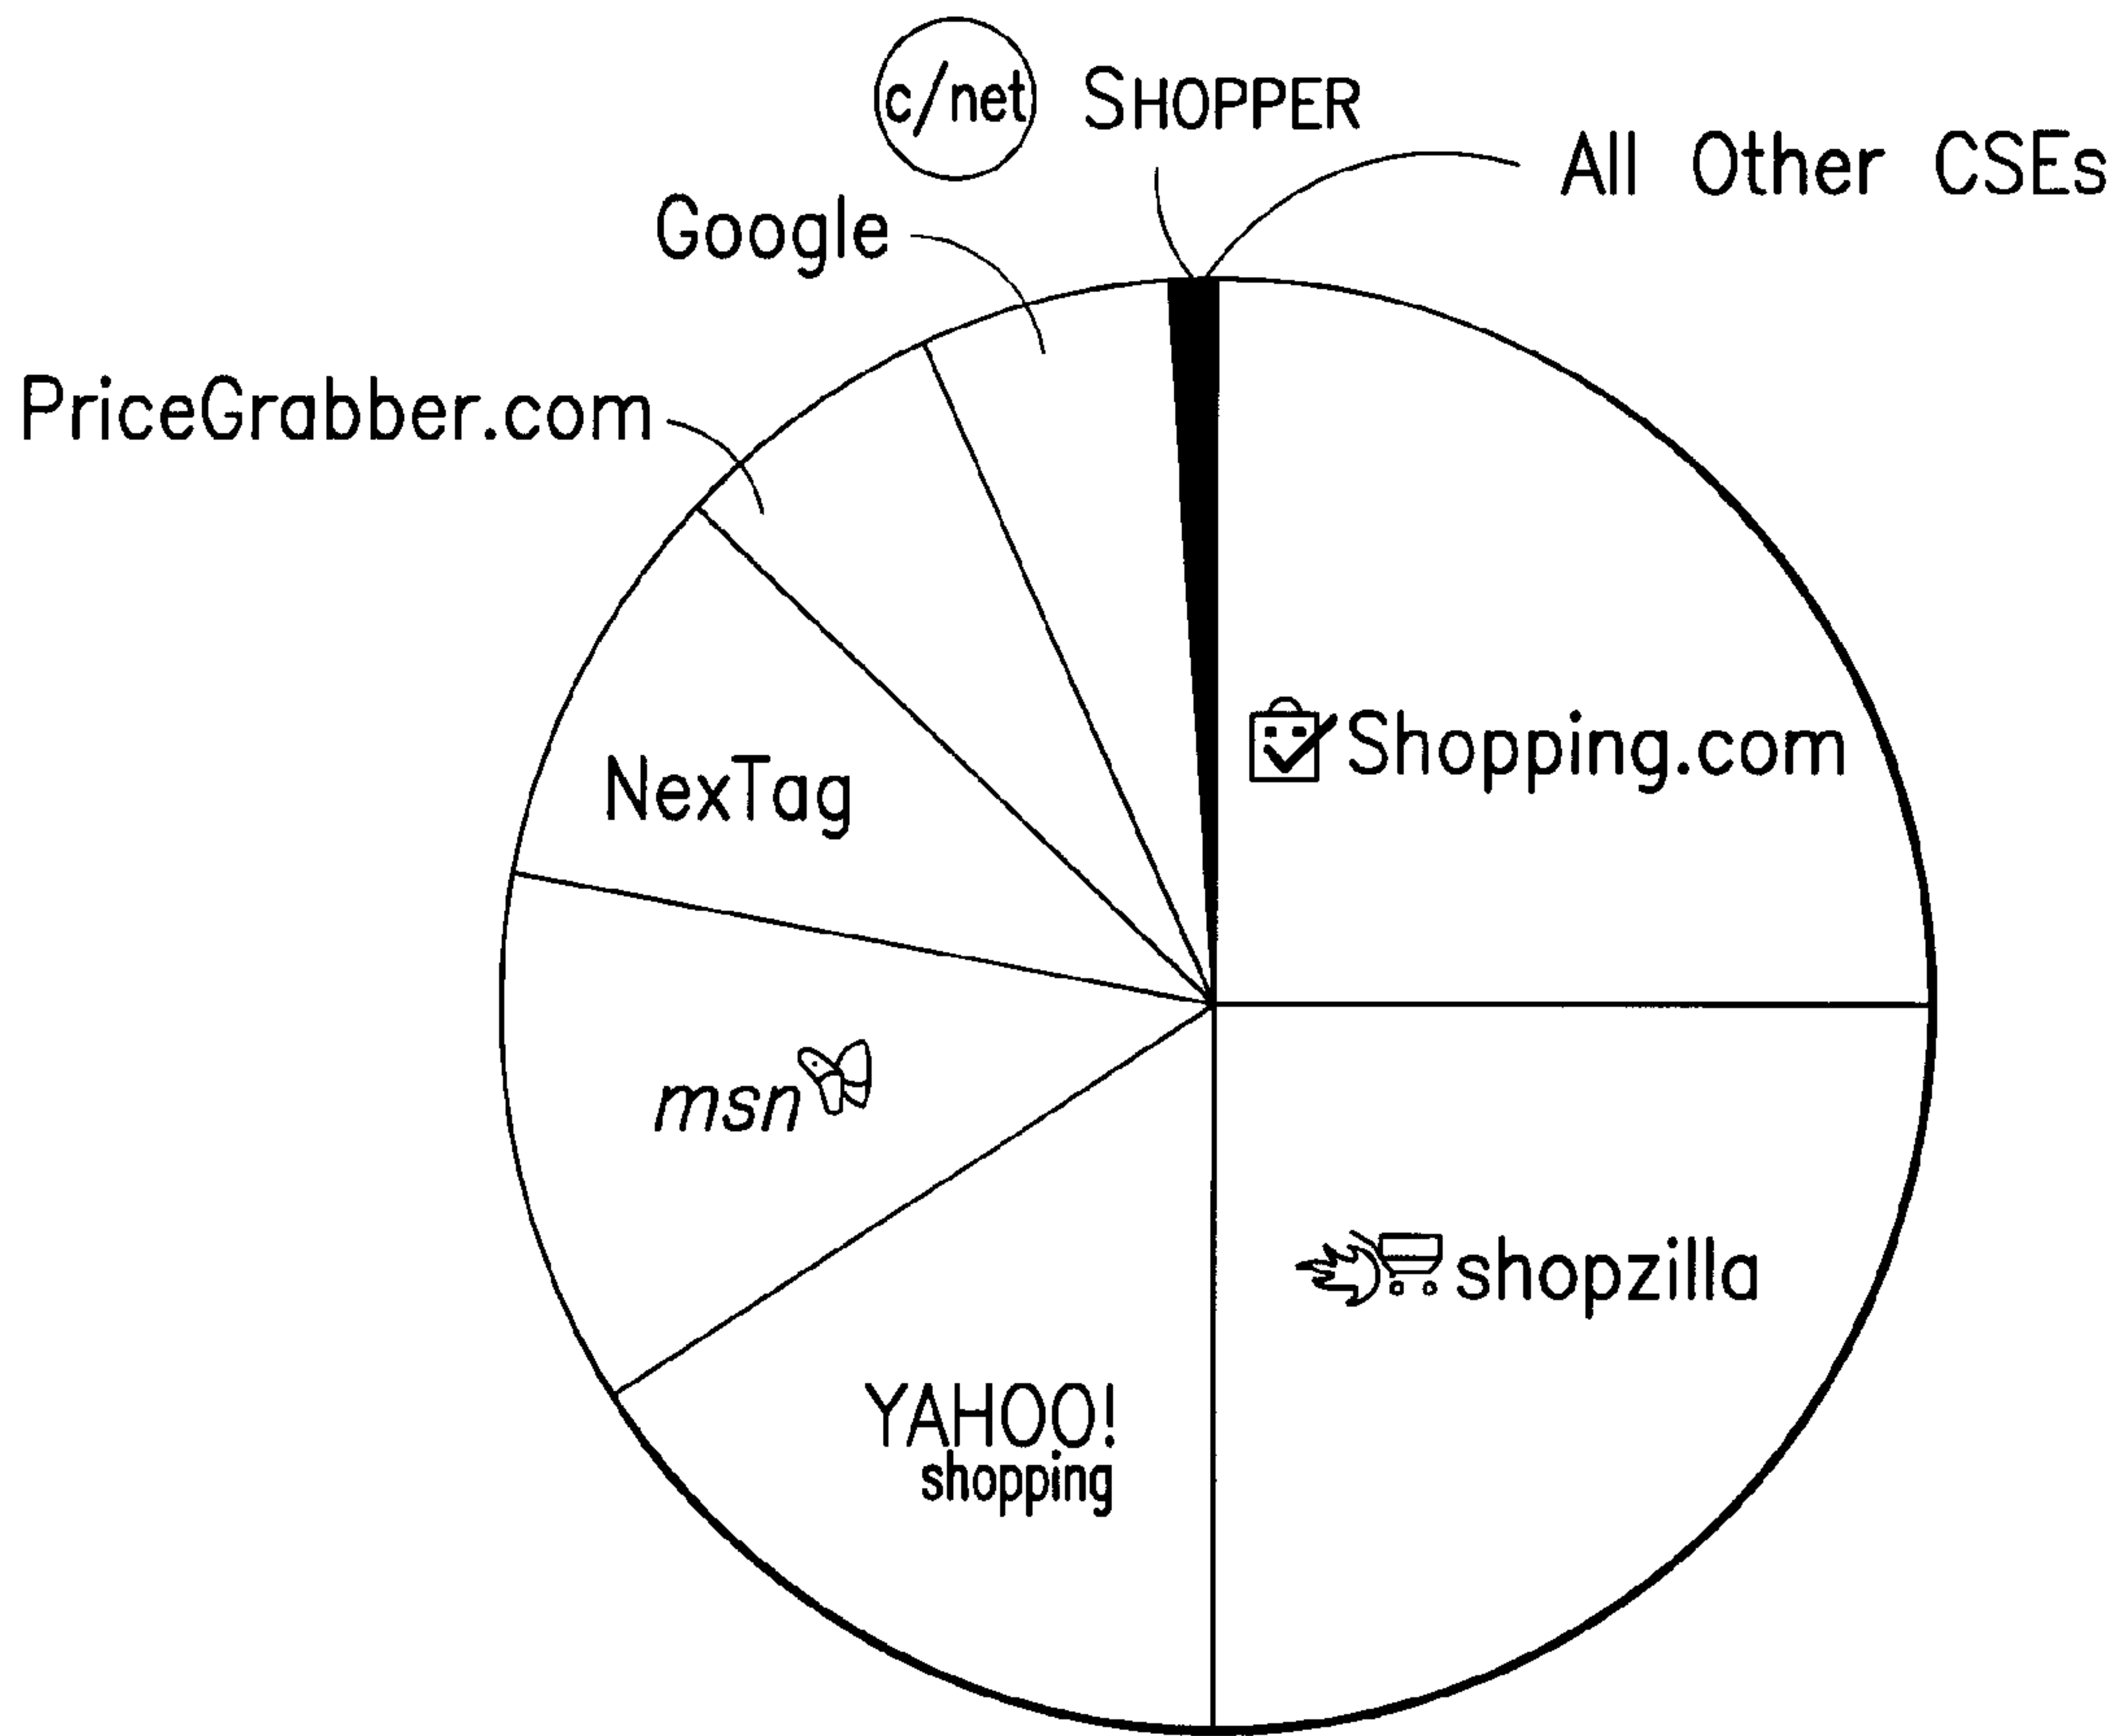 c/net SHOPPER
All Other CSEs
Google
PriceGrabber.com
Shopping.com
NexTag
msn
shopzilla
YAHOO!
shopping